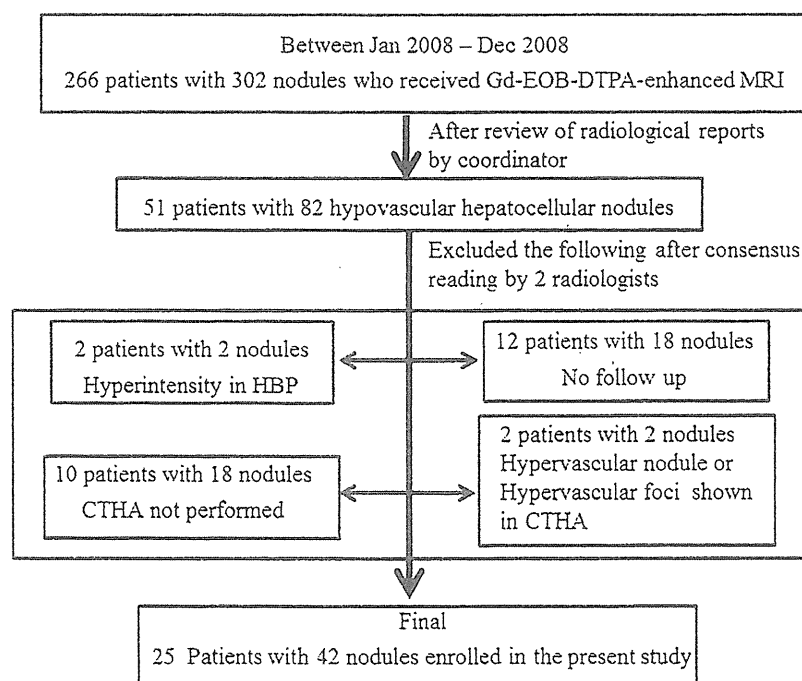 Between Jan 2008 – Dec 2008
266 patients with 302 nodules who received Gd-EOB-DTPA-enhanced MRI
After review of radiological reports
by coordinator
51 patients with 82 hypovascular hepatocellular nodules
Excluded the following after consensus
reading by 2 radiologists
2 patients with 2 nodules
Hyperintensity in HBP
12 patients with 18 nodules
No follow up
10 patients with 18 nodules
CTHA not performed
2 patients with 2 nodules
Hypervascular nodule or
Hypervascular foci shown
in CTHA
Final
25 Patients with 42 nodules enrolled in the present study